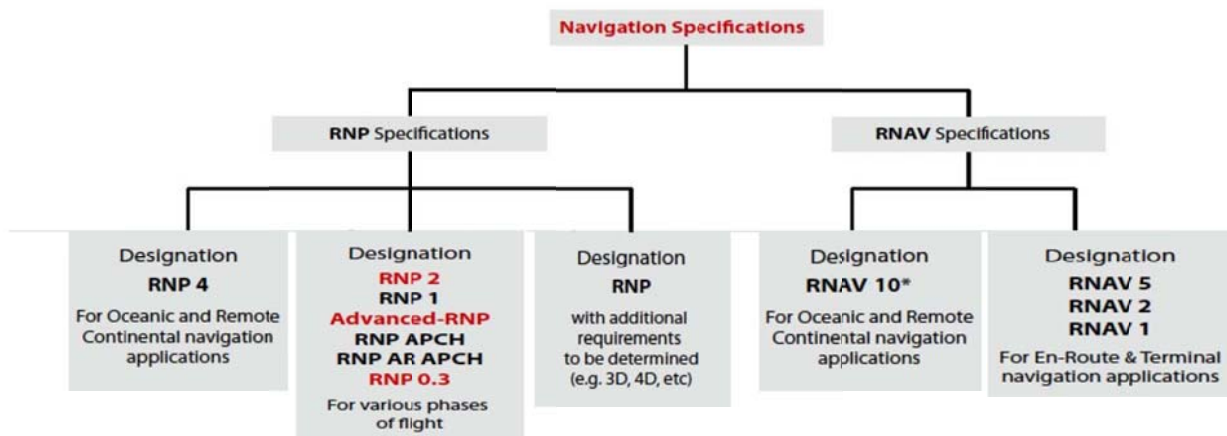 Navigation Specifications
RNP Specifications
RNAV Specifications
Designation
RNP 4
For Oceanic and Remote
Continental navigation
applications
Designation
RNP 2
RNP 1
Advanced-RNP
RNP APCH
RNP AR APCH
RNP 0.3
For various phases
of flight
Designation
RNP
with additional
requirements
to be determined
(e.g. 3D, 4D, etc)
Designation
RNAV 10*
For Oceanic and Remote
Continental navigation
applications
Designation
RNAV 5
RNAV 2
RNAV 1
For En-Route & Terminal
navigation applications